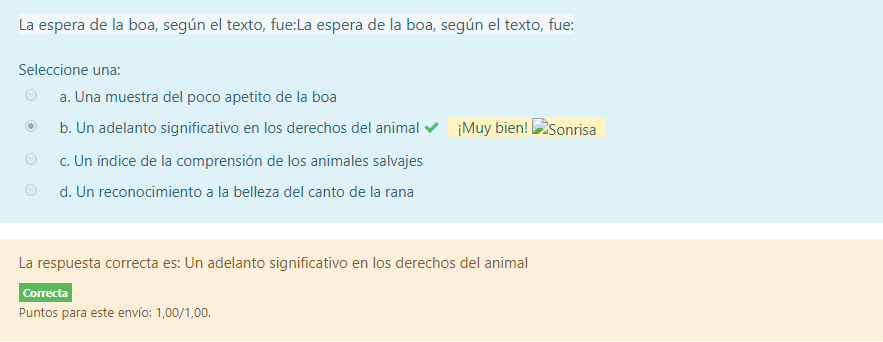 La espera de la boa, según el texto, fue:La espera de la boa, según el texto, fue:
Seleccione una:
a. Una muestra del poco apetito de la boa
b. Un adelanto significativo en los derechos del animal ¡Muy bien! Sonrisa
c. Un índice de la comprensión de los animales salvajes
d. Un reconocimiento a la belleza del canto de la rana
La respuesta correcta es: Un adelanto significativo en los derechos del animal
Correcta
Puntos para este envío: 1,00/1,00.